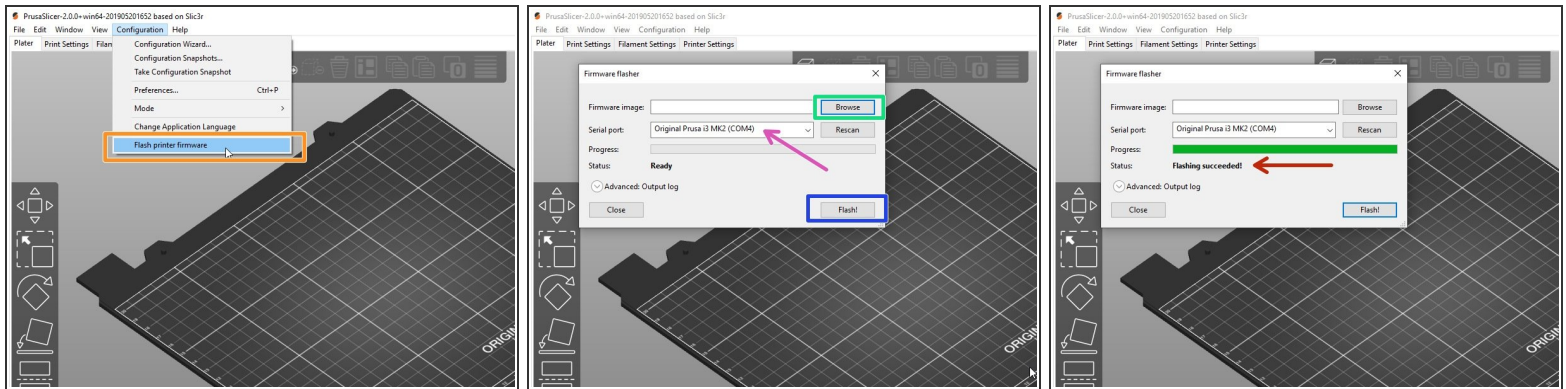 PrusaSlicer-2.0.0+win64-201905201652 based on Slic3r
File Edit Window View Configuration Help
Plater Print Settings Filam
Configuration Wizard...
Configuration Snapshots...
Take Configuration Snapshot
Preferences... Ctrl+P
Mode
Change Application Language
Flash printer firmware
ORIGIN
PrusaSlicer-2.0.0+win64-201905201652 based on Slic3r
File Edit Window View Configuration Help
Plater Print Settings Filament Settings Printer Settings
Firmware flasher
Firmware image: Browse
Serial port: Original Prusa i3 MK2 (COM4) Rescan
Progress:
Status: Ready
Advanced: Output log
Close Flash!
ORIGI
PrusaSlicer-2.0.0+win64-201905201652 based on Slic3r
File Edit Window View Configuration Help
Plater Print Settings Filament Settings Printer Settings
Firmware flasher
Firmware image: Browse
Serial port: Original Prusa i3 MK2 (COM4) Rescan
Progress:
Status: Flashing succeeded!
Advanced: Output log
Close Flash!
ORIGI